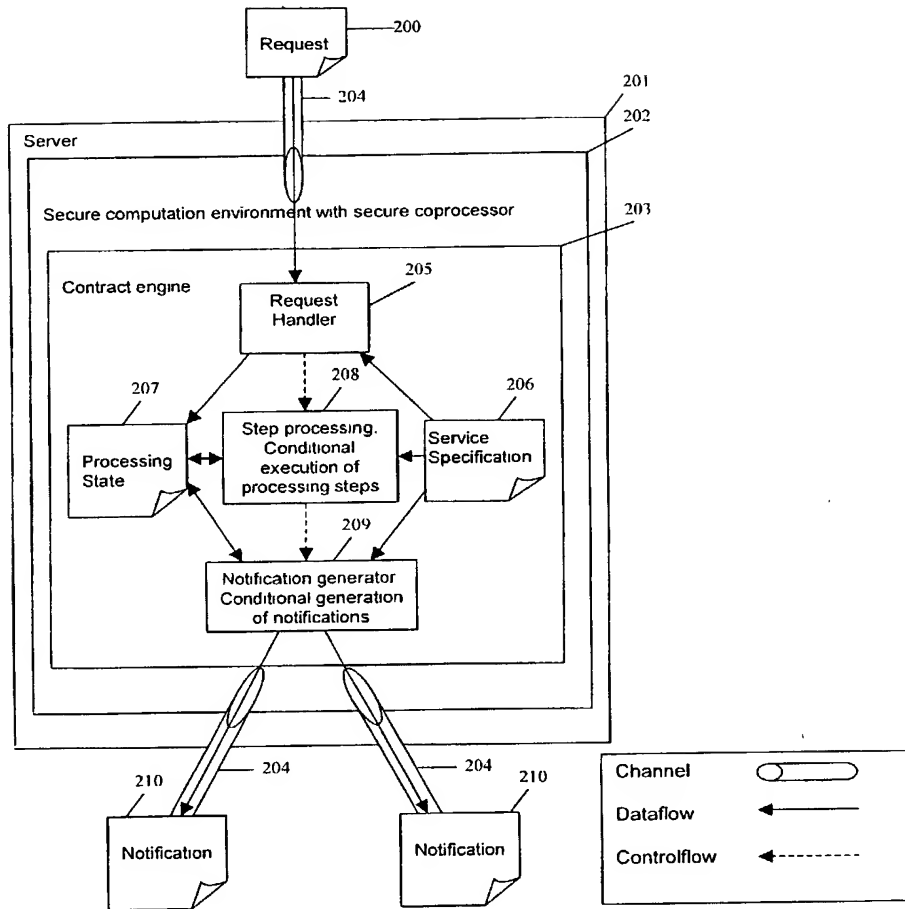 200
Request
204
201
202
Server
Secure computation environment with secure coprocessor
203
Contract engine
205
Request
Handler
207
208
206
Processing
State
Step processing.
Conditional
execution of
processing steps
Service
Specification
209
Notification generator
Conditional generation
of notifications
204
204
210
210
Notification
Notification
Channel
Dataflow
Controlflow